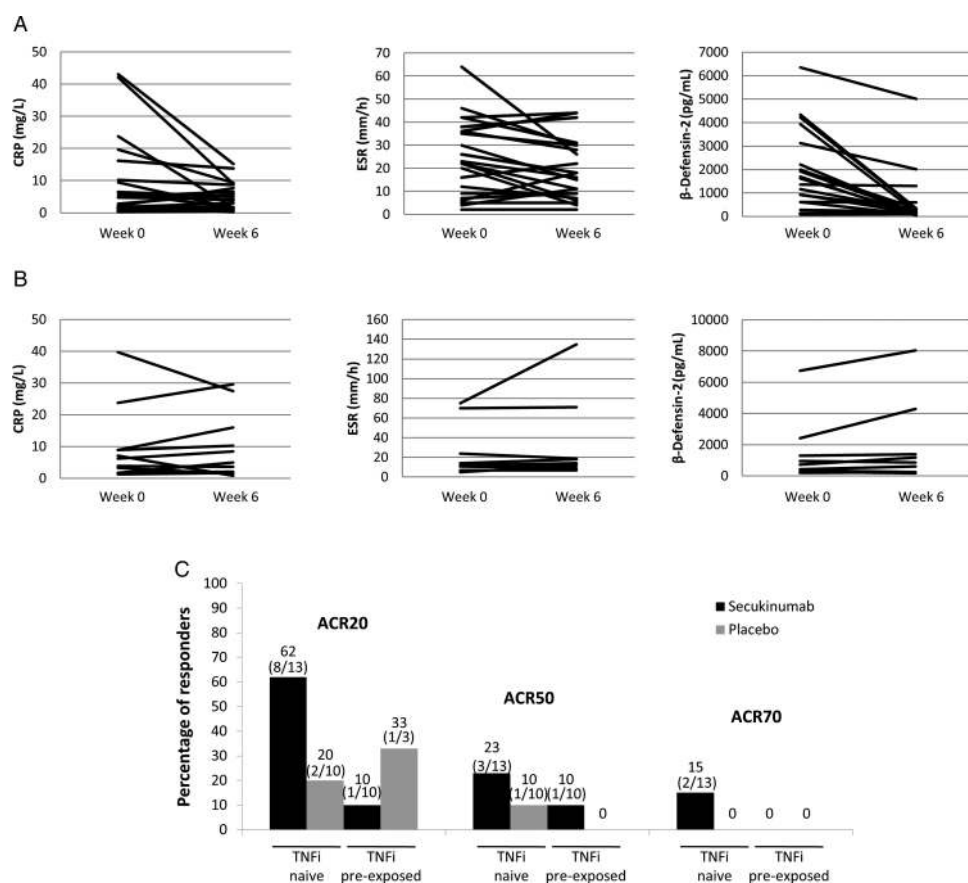 A
CRP (mg/L)
50
40
30
20
10
0
Week 0 Week 6
ESR (mm/h)
70
60
50
40
30
20
10
0
Week 0 Week 6
β-Defensin-2 (pg/mL)
7000
6000
5000
4000
3000
2000
1000
0
Week 0 Week 6
B
CRP (mg/L)
50
40
30
20
10
0
Week 0 Week 6
ESR (mm/h)
160
140
120
100
80
60
40
20
0
Week 0 Week 6
β-Defensin-2 (pg/mL)
10000
8000
6000
4000
2000
0
Week 0 Week 6
C
Percentage of responders
100
90
80
70
60
50
40
30
20
10
0
Secukinumab
Placebo
ACR20
62
(8/13)
20
(2/10)
10
(1/10)
33
(1/3)
ACR50
23
(3/13)
10
(1/10)
10
(1/10)
0
ACR70
15
(2/13)
0
0
0
TNFi TNFi
naive pre-exposed
TNFi TNFi
naive pre-exposed
TNFi TNFi
naive pre-exposed